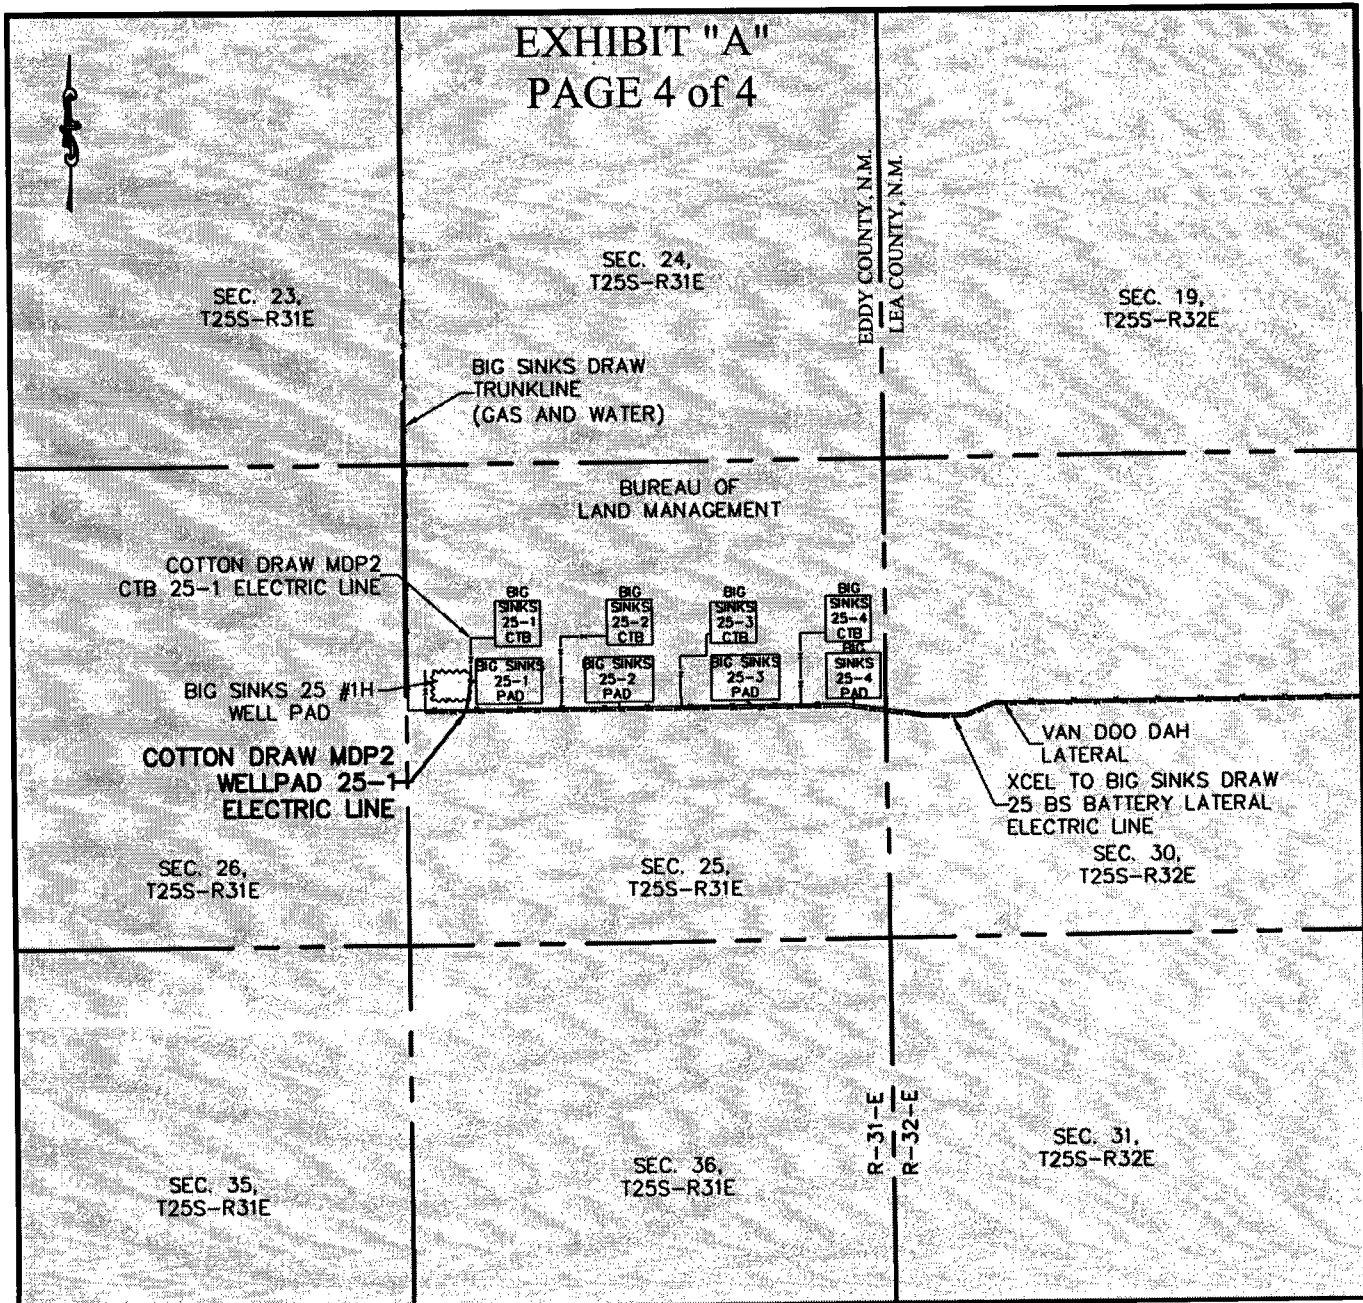 EXHIBIT "A"
PAGE 4 of 4
EDDY COUNTY, N.M.
LEA COUNTY, N.M.
SEC. 23,
T25S-R31E
SEC. 24,
T25S-R31E
SEC. 19,
T25S-R32E
BIG SINKS DRAW
TRUNKLINE
(GAS AND WATER)
BUREAU OF
LAND MANAGEMENT
COTTON DRAW MDP2
CTB 25-1 ELECTRIC LINE
BIG
SINKS
25-1
CTB
BIG
SINKS
25-2
CTB
BIG
SINKS
25-3
CTB
BIG
SINKS
25-4
CTB
BIG SINKS
25-1
PAD
BIG SINKS
25-2
PAD
BIG SINKS
25-3
PAD
BIG
SINKS
25-4
PAD
BIG SINKS 25 #1H
WELL PAD
COTTON DRAW MDP2
WELLPAD 25-1
ELECTRIC LINE
VAN DOO DAH
LATERAL
XCEL TO BIG SINKS DRAW
25 BS BATTERY LATERAL
ELECTRIC LINE
SEC. 26,
T25S-R31E
SEC. 25,
T25S-R31E
SEC. 30,
T25S-R32E
R-31-E
R-32-E
SEC. 35,
T25S-R31E
SEC. 36,
T25S-R31E
SEC. 31,
T25S-R32E